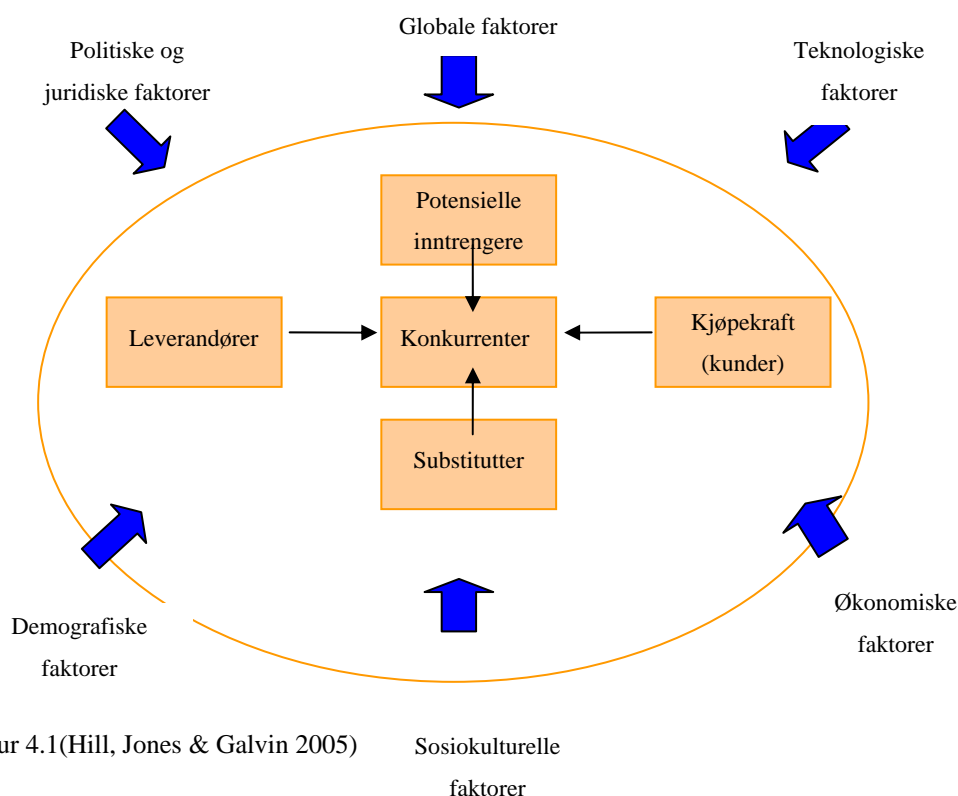 Globale faktorer
Politiske og
juridiske faktorer
Teknologiske
faktorer
Potensielle
inntrengere
Leverandører
Konkurrenter
Kjøpekraft
(kunder)
Substitutter
Demografiske
faktorer
Økonomiske
faktorer
ur 4.1(Hill, Jones & Galvin 2005)
Sosiokulturelle
faktorer